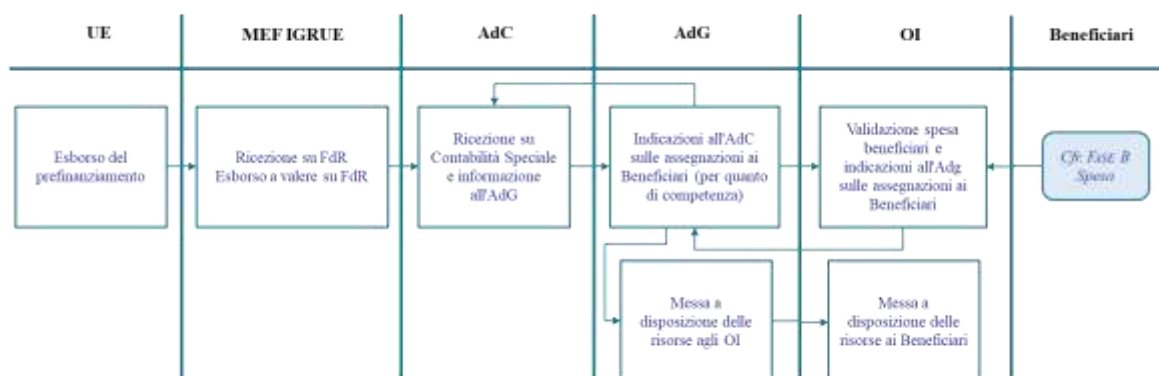 UE
MEF IGRUE
AdC
AdG
OI
Beneficiari
Esborso del
prefinanziamento
Ricezione su FdR
Esborso a valere su FdR
Ricezione su
Contabilità Speciale
e informazione
all'AdG
Indicazioni all'AdC
sulle assegnazioni ai
Beneficiari (per quanto
di competenza)
Validazione spesa
beneficiari e
indicazioni all'Adg
sulle assegnazioni ai
Beneficiari
Cfr. FASE B
Spesa
Messa a
disposizione delle
risorse agli OI
Messa a
disposizione delle
risorse ai Beneficiari